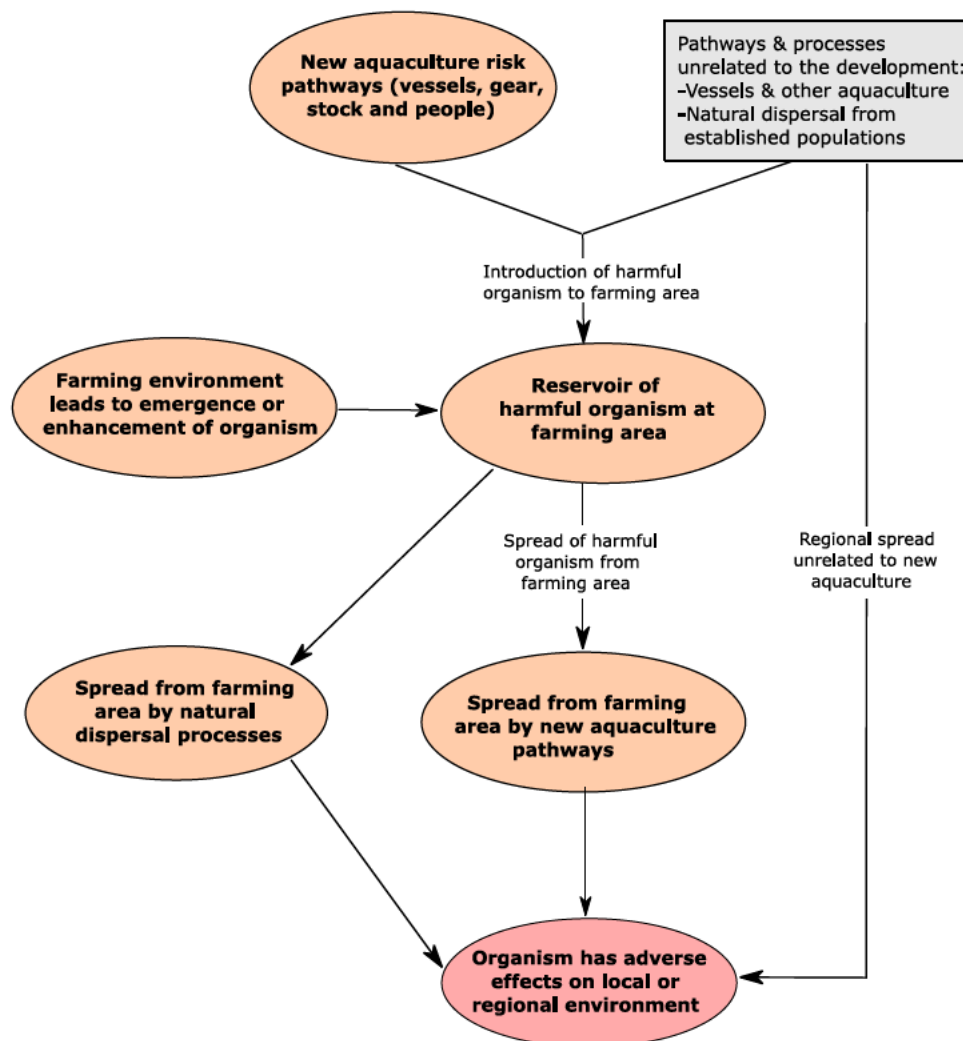 New aquaculture risk
pathways (vessels, gear,
stock and people)
Pathways & processes
unrelated to the development:
-Vessels & other aquaculture
-Natural dispersal from
established populations
Introduction of harmful
organism to farming area
Farming environment
leads to emergence or
enhancement of organism
Reservoir of
harmful organism at
farming area
Spread of harmful
organism from
farming area
Regional spread
unrelated to new
aquaculture
Spread from farming
area by natural
dispersal processes
Spread from farming
area by new aquaculture
pathways
Organism has adverse
effects on local or
regional environment